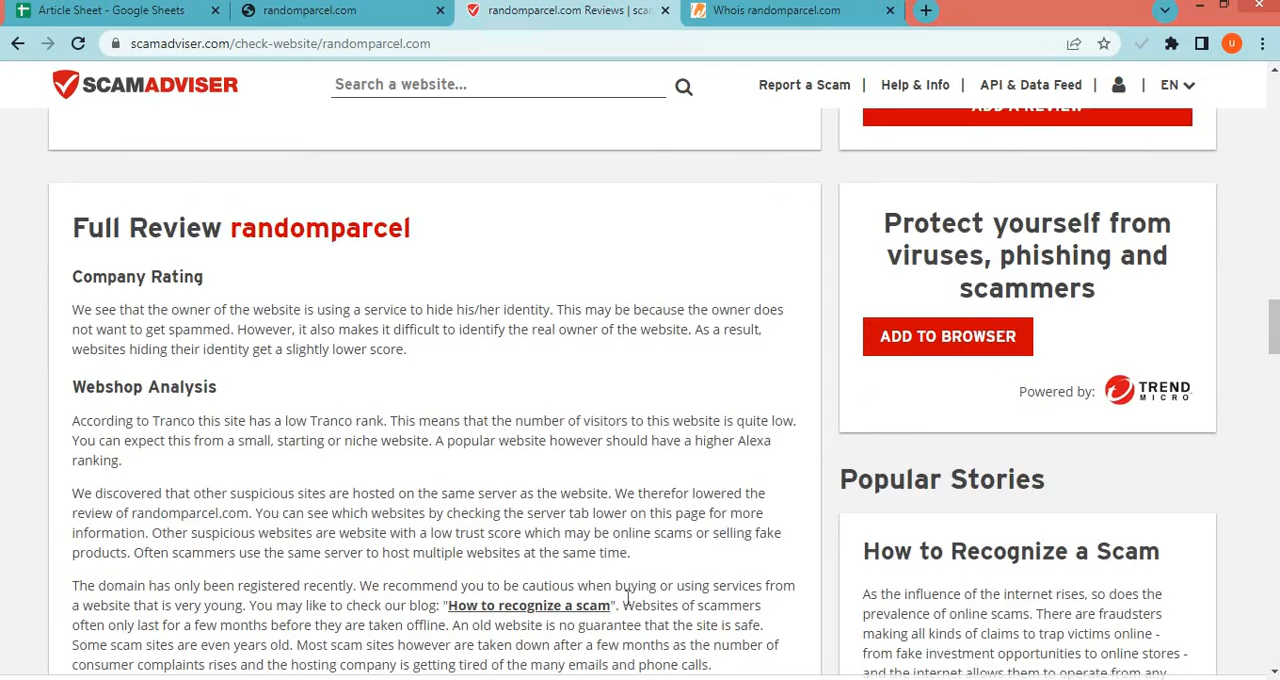 Article Sheet - Google Sheets
randomparcel.com
randomparcel.com Reviews | sca
Whois randomparcel.com
scamadviser.com/check-website/randomparcel.com
U
SCAMADVISER
Search a website...
Report a Scam | Help & Info | API & Data Feed | | EN
ADD A REVIEW
Full Review randomparcel
Company Rating
We see that the owner of the website is using a service to hide his/her identity. This may be because the owner does
not want to get spammed. However, it also makes it difficult to identify the real owner of the website. As a result,
websites hiding their identity get a slightly lower score.
Webshop Analysis
According to Tranco this site has a low Tranco rank. This means that the number of visitors to this website is quite low.
You can expect this from a small, starting or niche website. A popular website however should have a higher Alexa
ranking.
We discovered that other suspicious sites are hosted on the same server as the website. We therefor lowered the
review of randomparcel.com. You can see which websites by checking the server tab lower on this page for more
information. Other suspicious websites are website with a low trust score which may be online scams or selling fake
products. Often scammers use the same server to host multiple websites at the same time.
The domain has only been registered recently. We recommend you to be cautious when buying or using services from
a website that is very young. You may like to check our blog: "How to recognize a scam". Websites of scammers
often only last for a few months before they are taken offline. An old website is no guarantee that the site is safe.
Some scam sites are even years old. Most scam sites however are taken down after a few months as the number of
consumer complaints rises and the hosting company is getting tired of the many emails and phone calls.
Protect yourself from
viruses, phishing and
scammers
ADD TO BROWSER
Powered by: TREND
MICRO
Popular Stories
How to Recognize a Scam
As the influence of the internet rises, so does the
prevalence of online scams. There are fraudsters
making all kinds of claims to trap victims online -
from fake investment opportunities to online stores -
and the internet allows them to operate from any